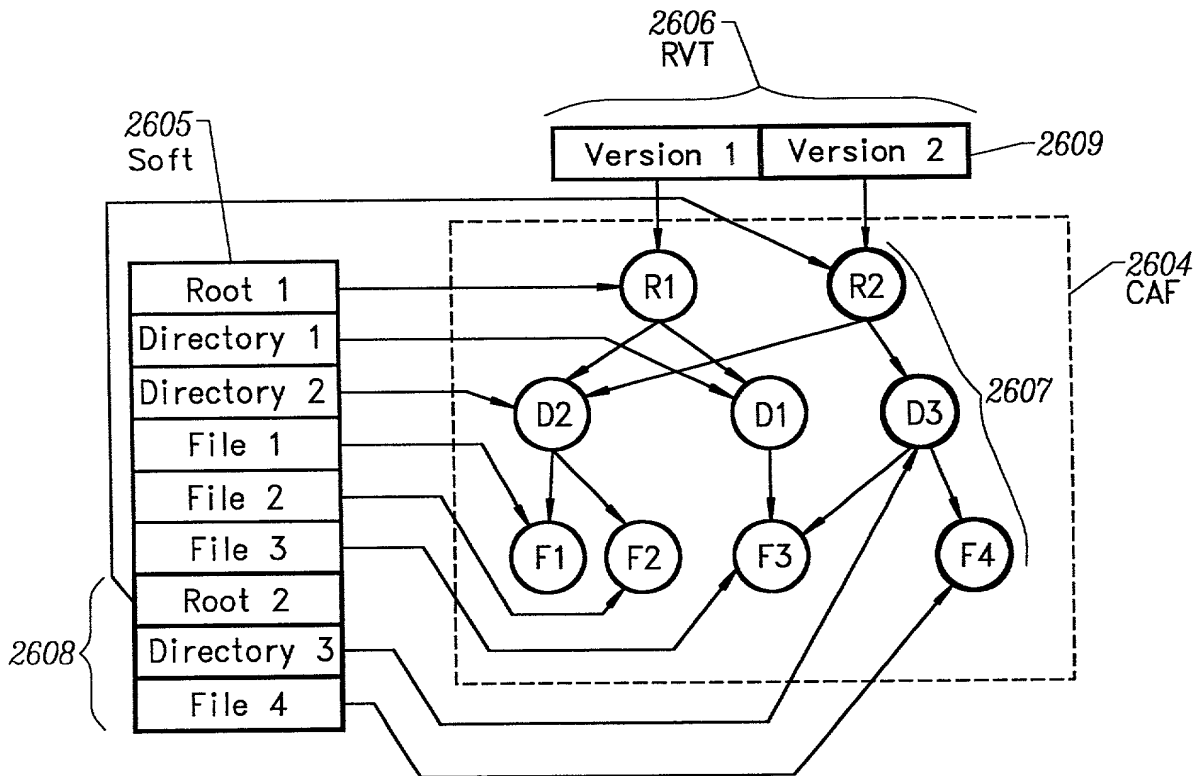 2606
RVT
2605
Soft
Version 1
Version 2
2609
2604
CAF
Root 1
Directory 1
Directory 2
File 1
File 2
File 3
Root 2
Directory 3
File 4
2608
R1
R2
2607
D2
D1
D3
F1
F2
F3
F4